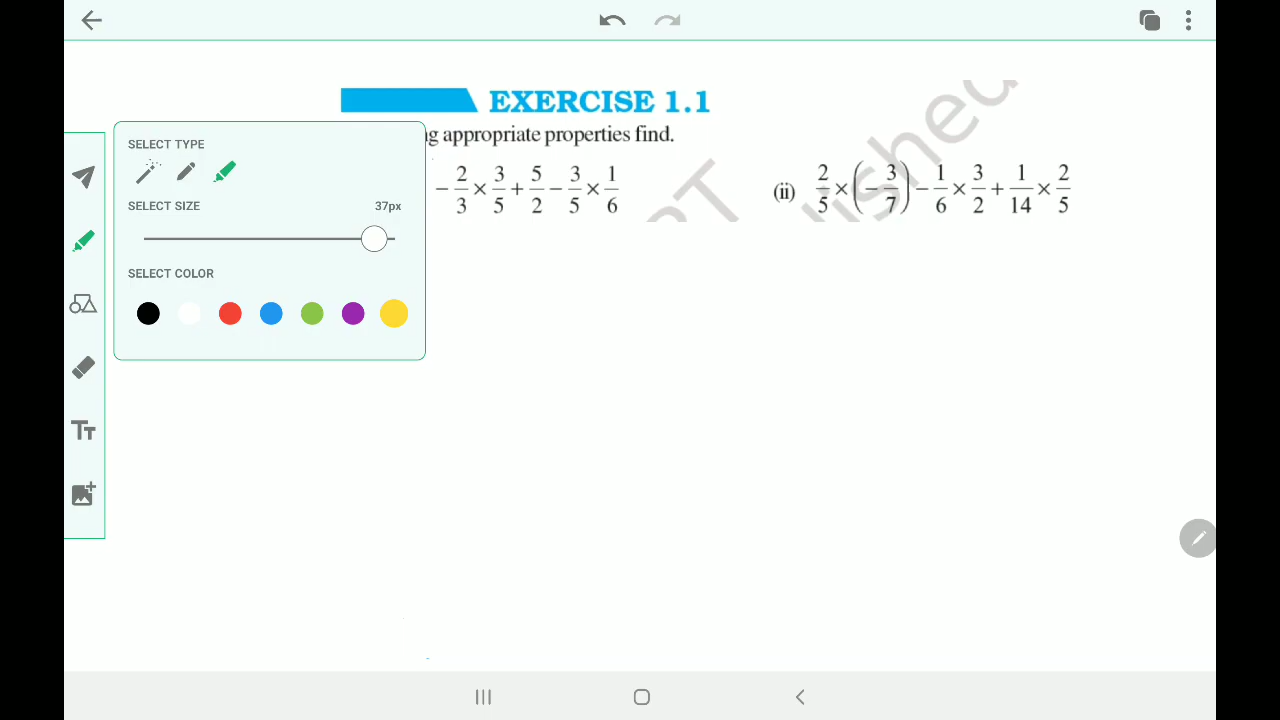 EXERCISE 1.1
SELECT TYPE
SELECT SIZE 37px
SELECT COLOR
g appropriate properties find.
- 2/3 × 3/5 + 5/2 - 3/5 × 1/6
(ii) 2/5 × (- 3/7) - 1/6 × 3/2 + 1/14 × 2/5
Tт